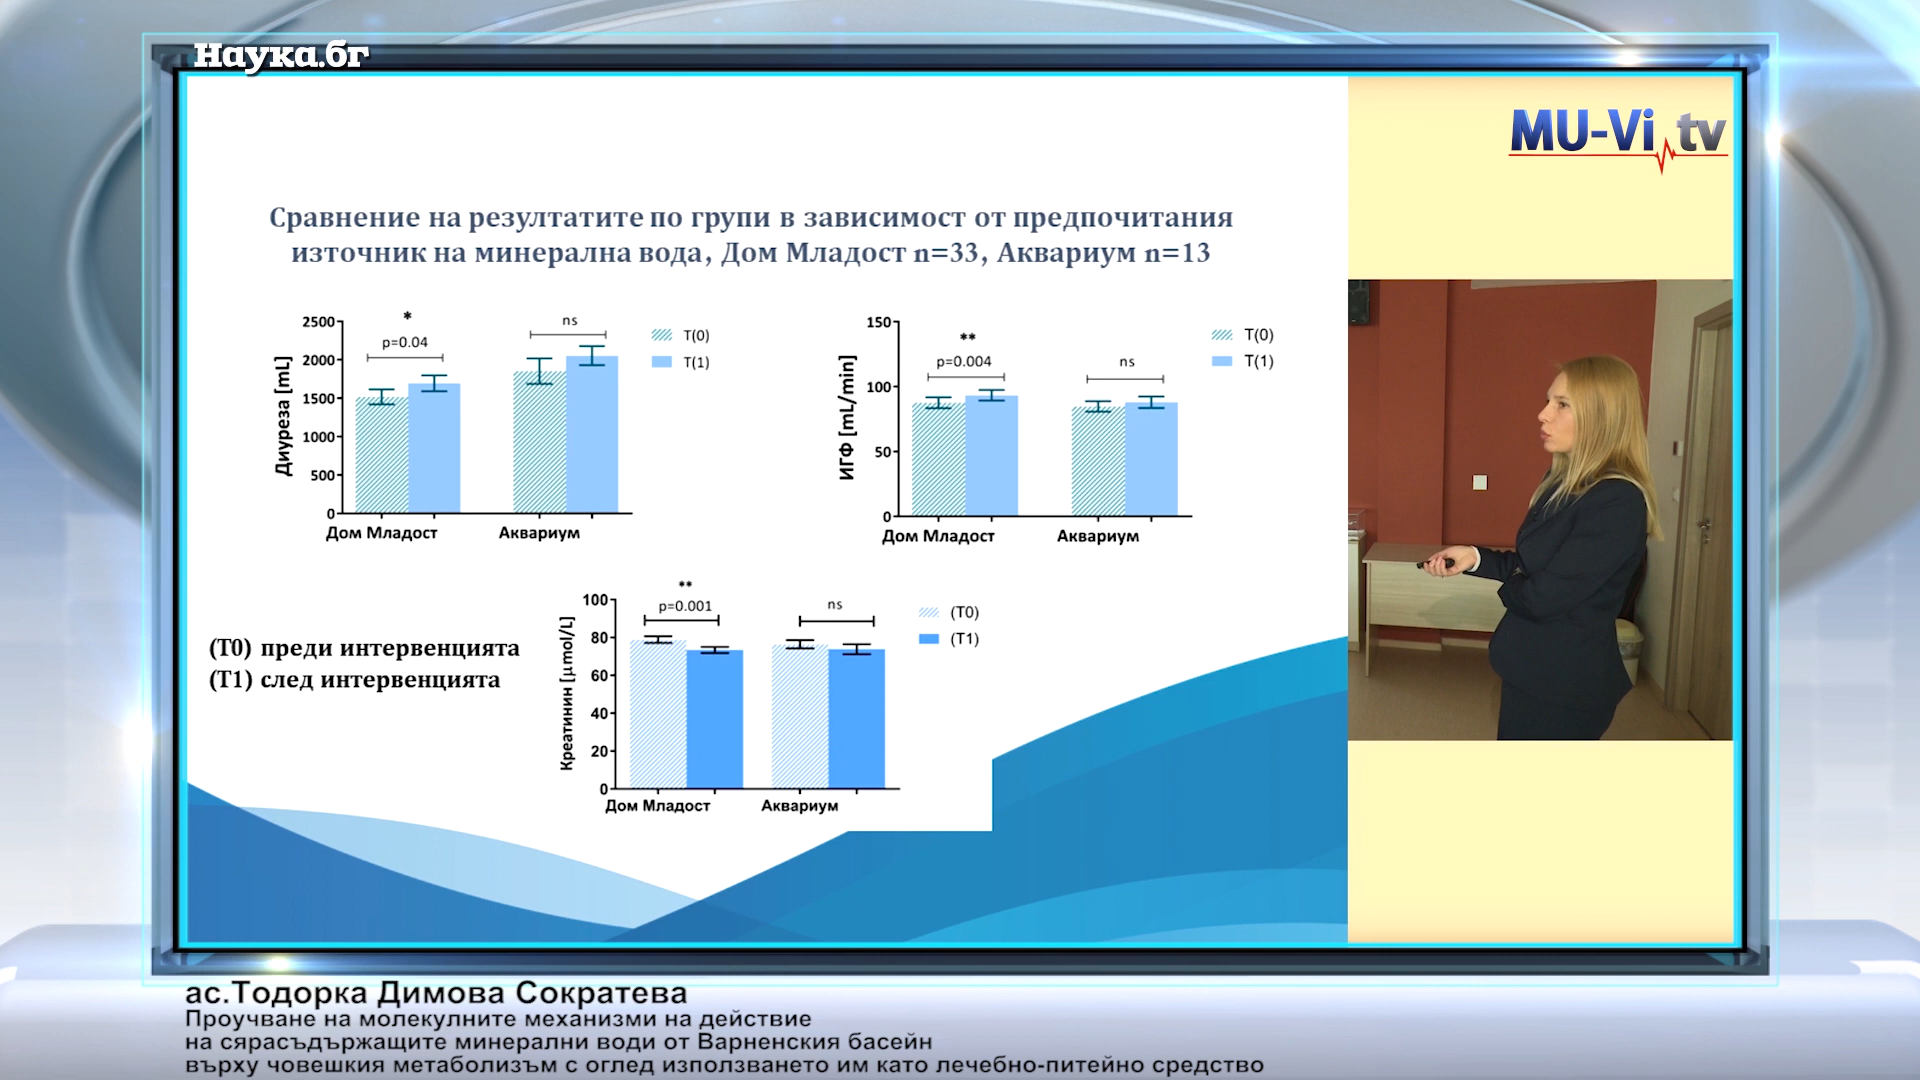 Наука.бг
MU-Vi tv
Сравнение на резултатите по групи в зависимост от предпочитания
източник на минерална вода, Дом Младост n=33, Аквариум n=13
Диуреза [mL]
2500
2000
1500
1000
500
0
*
p=0.04
ns
T(0)
T(1)
Дом Младост
Аквариум
ИГФ [mL/min]
150
100
50
0
**
p=0.004
ns
T(0)
T(1)
Дом Младост
Аквариум
(T0) преди интервенцията
(T1) след интервенцията
Креатинин [µmol/L]
100
80
60
40
20
0
**
p=0.001
ns
(T0)
(T1)
Дом Младост
Аквариум
ас.Тодорка Димова Сократева
Проучване на молекулните механизми на действие
на сярасъдържащите минерални води от Варненския басейн
върху човешкия метаболизъм с оглед използването им като лечебно-питейно средство